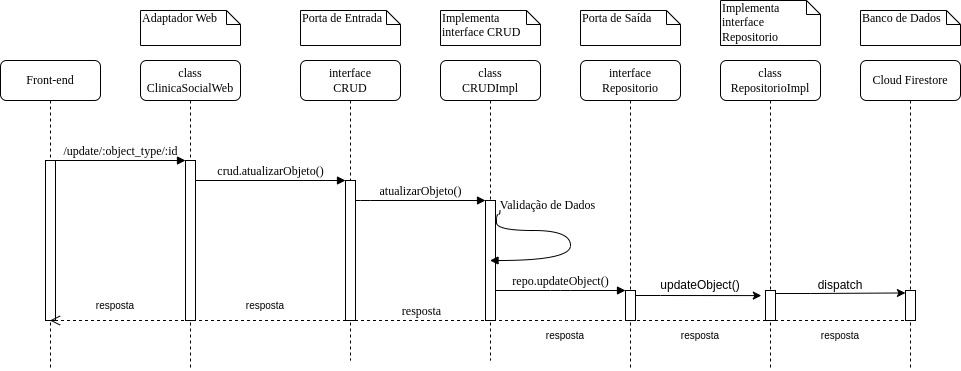 Adaptador Web
Porta de Entrada
Implementa
interface CRUD
Porta de Saída
Implementa
interface
Repositorio
Banco de Dados
Front-end
class
ClinicaSocialWeb
interface
CRUD
class
CRUDImpl
interface
Repositorio
class
RepositorioImpl
Cloud Firestore
/update/:object_type/:id
crud.atualizarObjeto()
atualizarObjeto()
Validação de Dados
repo.updateObject()
updateObject()
dispatch
resposta
resposta
resposta
resposta
resposta
resposta